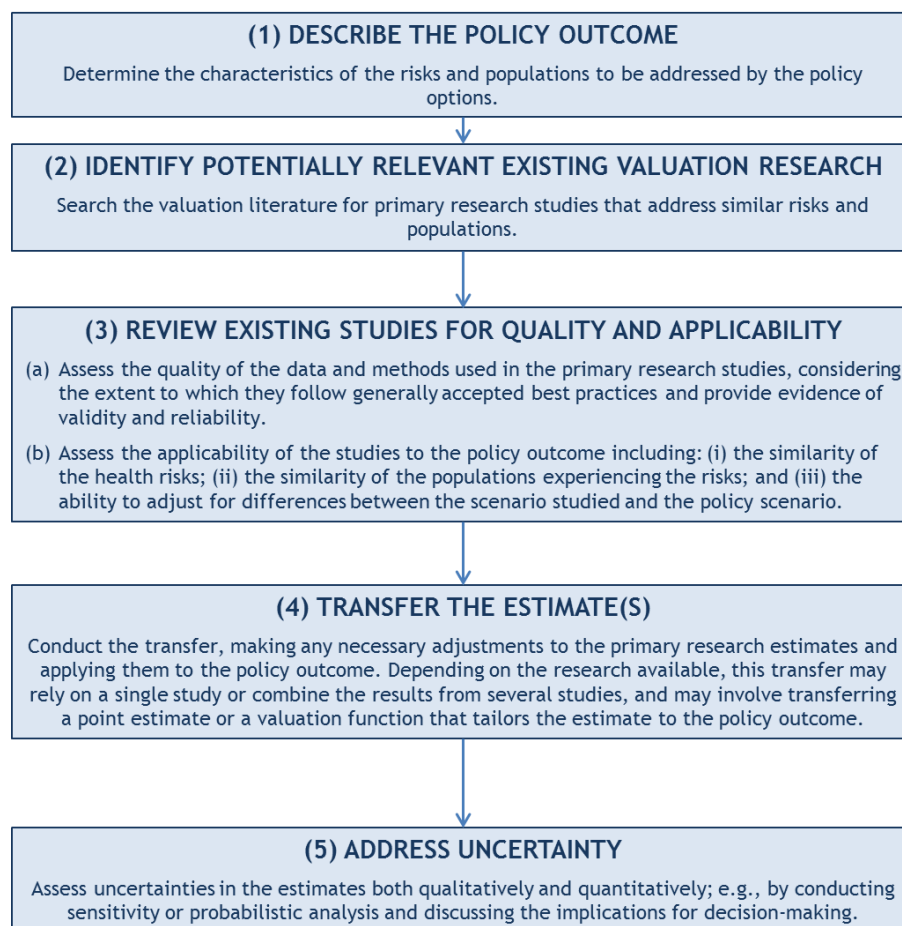 (1) DESCRIBE THE POLICY OUTCOME
Determine the characteristics of the risks and populations to be addressed by the policy
options.
(2) IDENTIFY POTENTIALLY RELEVANT EXISTING VALUATION RESEARCH
Search the valuation literature for primary research studies that address similar risks and
populations.
(3) REVIEW EXISTING STUDIES FOR QUALITY AND APPLICABILITY
(a) Assess the quality of the data and methods used in the primary research studies, considering
the extent to which they follow generally accepted best practices and provide evidence of
validity and reliability.
(b) Assess the applicability of the studies to the policy outcome including: (i) the similarity of
the health risks; (ii) the similarity of the populations experiencing the risks; and (iii) the
ability to adjust for differences between the scenario studied and the policy scenario.
(4) TRANSFER THE ESTIMATE(S)
Conduct the transfer, making any necessary adjustments to the primary research estimates and
applying them to the policy outcome. Depending on the research available, this transfer may
rely on a single study or combine the results from several studies, and may involve transferring
a point estimate or a valuation function that tailors the estimate to the policy outcome.
(5) ADDRESS UNCERTAINTY
Assess uncertainties in the estimates both qualitatively and quantitatively; e.g., by conducting
sensitivity or probabilistic analysis and discussing the implications for decision-making.